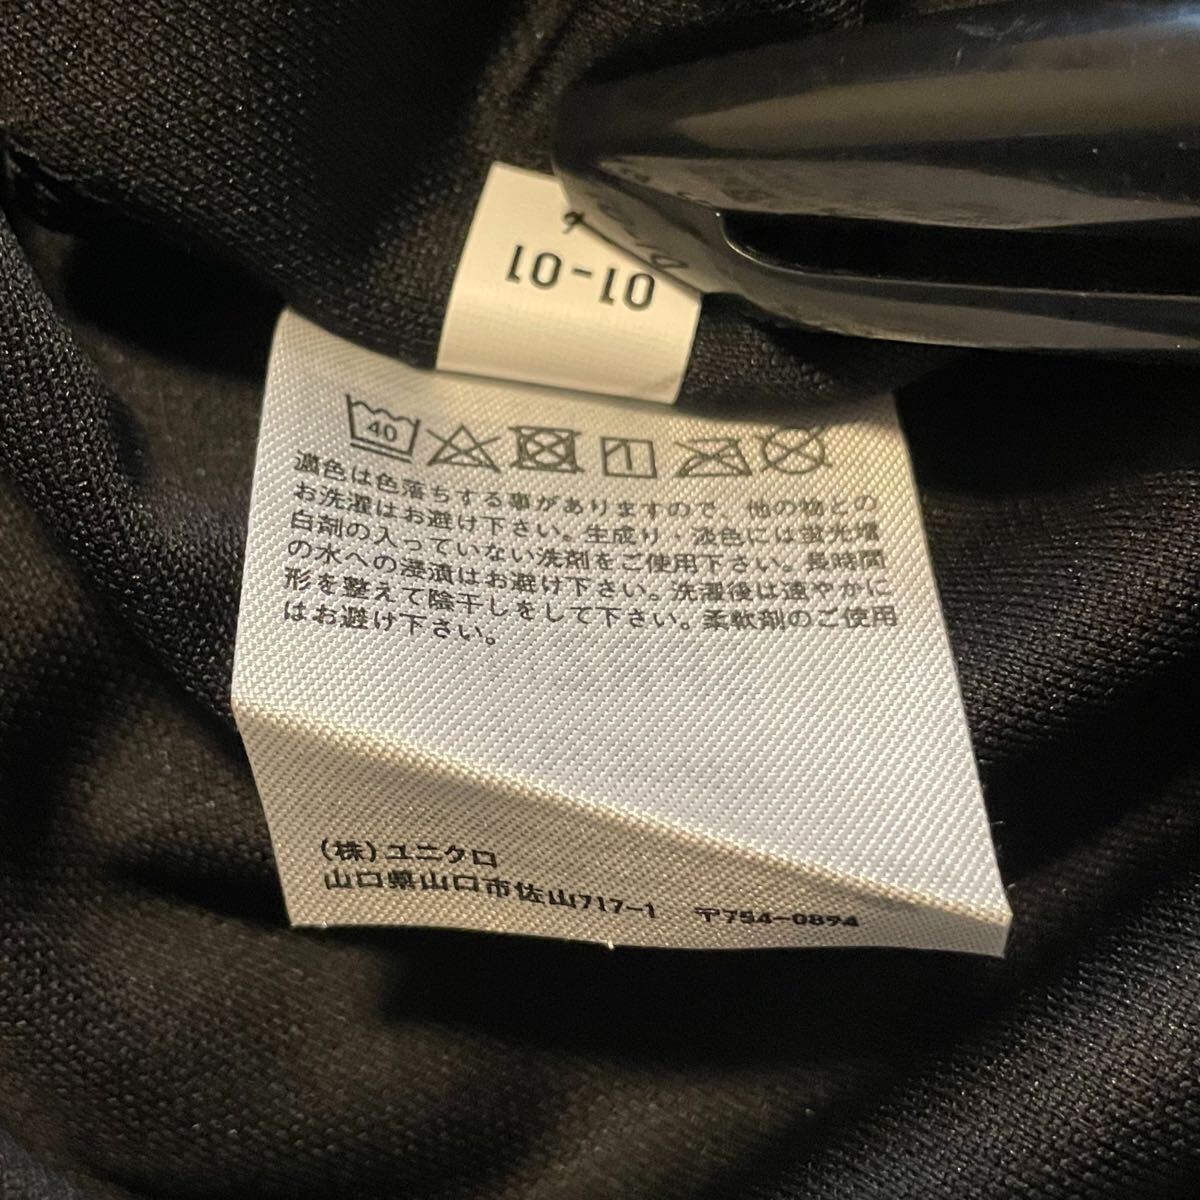 01-01
40
濃色は色落ちする事がありますので、他の物との
お洗濯はお避け下さい。生成り・淡色には蛍光増
白剤の入っていない洗剤をご使用下さい。長時間
の水への浸漬はお避け下さい。洗濯後は速やかに
形を整えて陰干しをして下さい。柔軟剤のご使用
はお避け下さい。
(株)ユニクロ
山口県山口市佐山717-1 〒754-0894